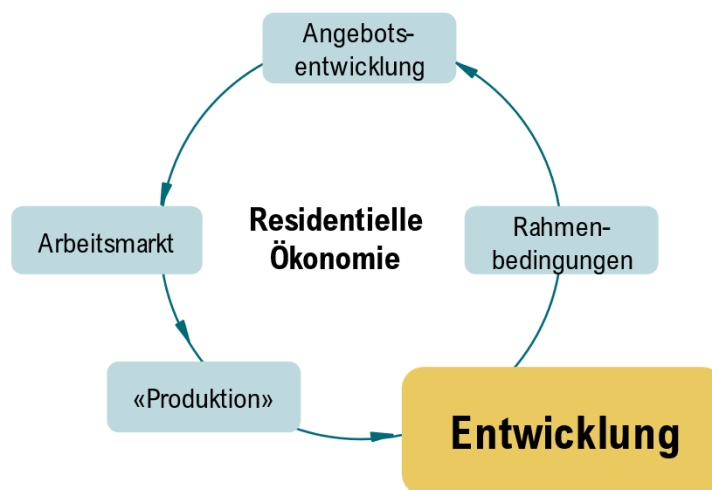 Angebots-
entwicklung
Arbeitsmarkt
Residentielle
Ökonomie
Rahmen-
bedingungen
«Produktion»
Entwicklung